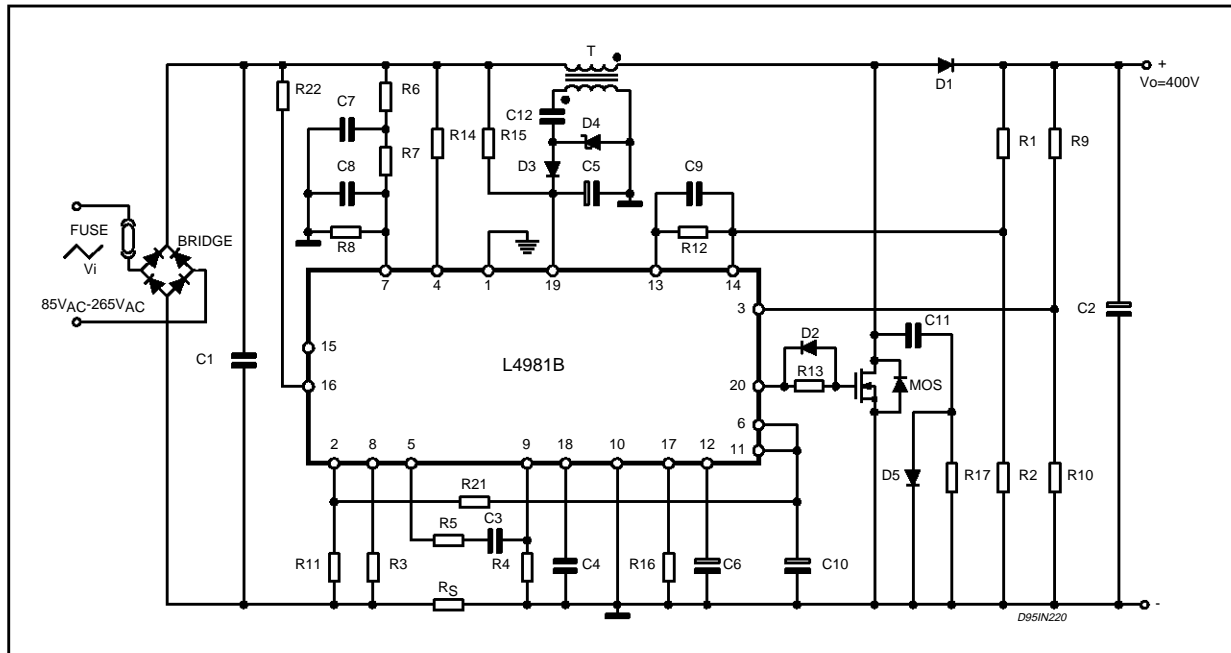 T
D1
+
Vo=400V
R22
C7
R6
C12
D4
R14
R15
R1
R9
R7
C8
D3
C5
C9
FUSE
BRIDGE
R8
R12
Vi
7
4
1
19
13
14
85VAC-265VAC
3
C2
C1
15
D2
C11
L4981B
16
20
R13
MOS
6
2
8
5
9
18
10
17
12
11
D5
R17
R2
R10
R21
C3
R5
R11
R3
R4
C4
R16
C6
C10
RS
-
D95IN220